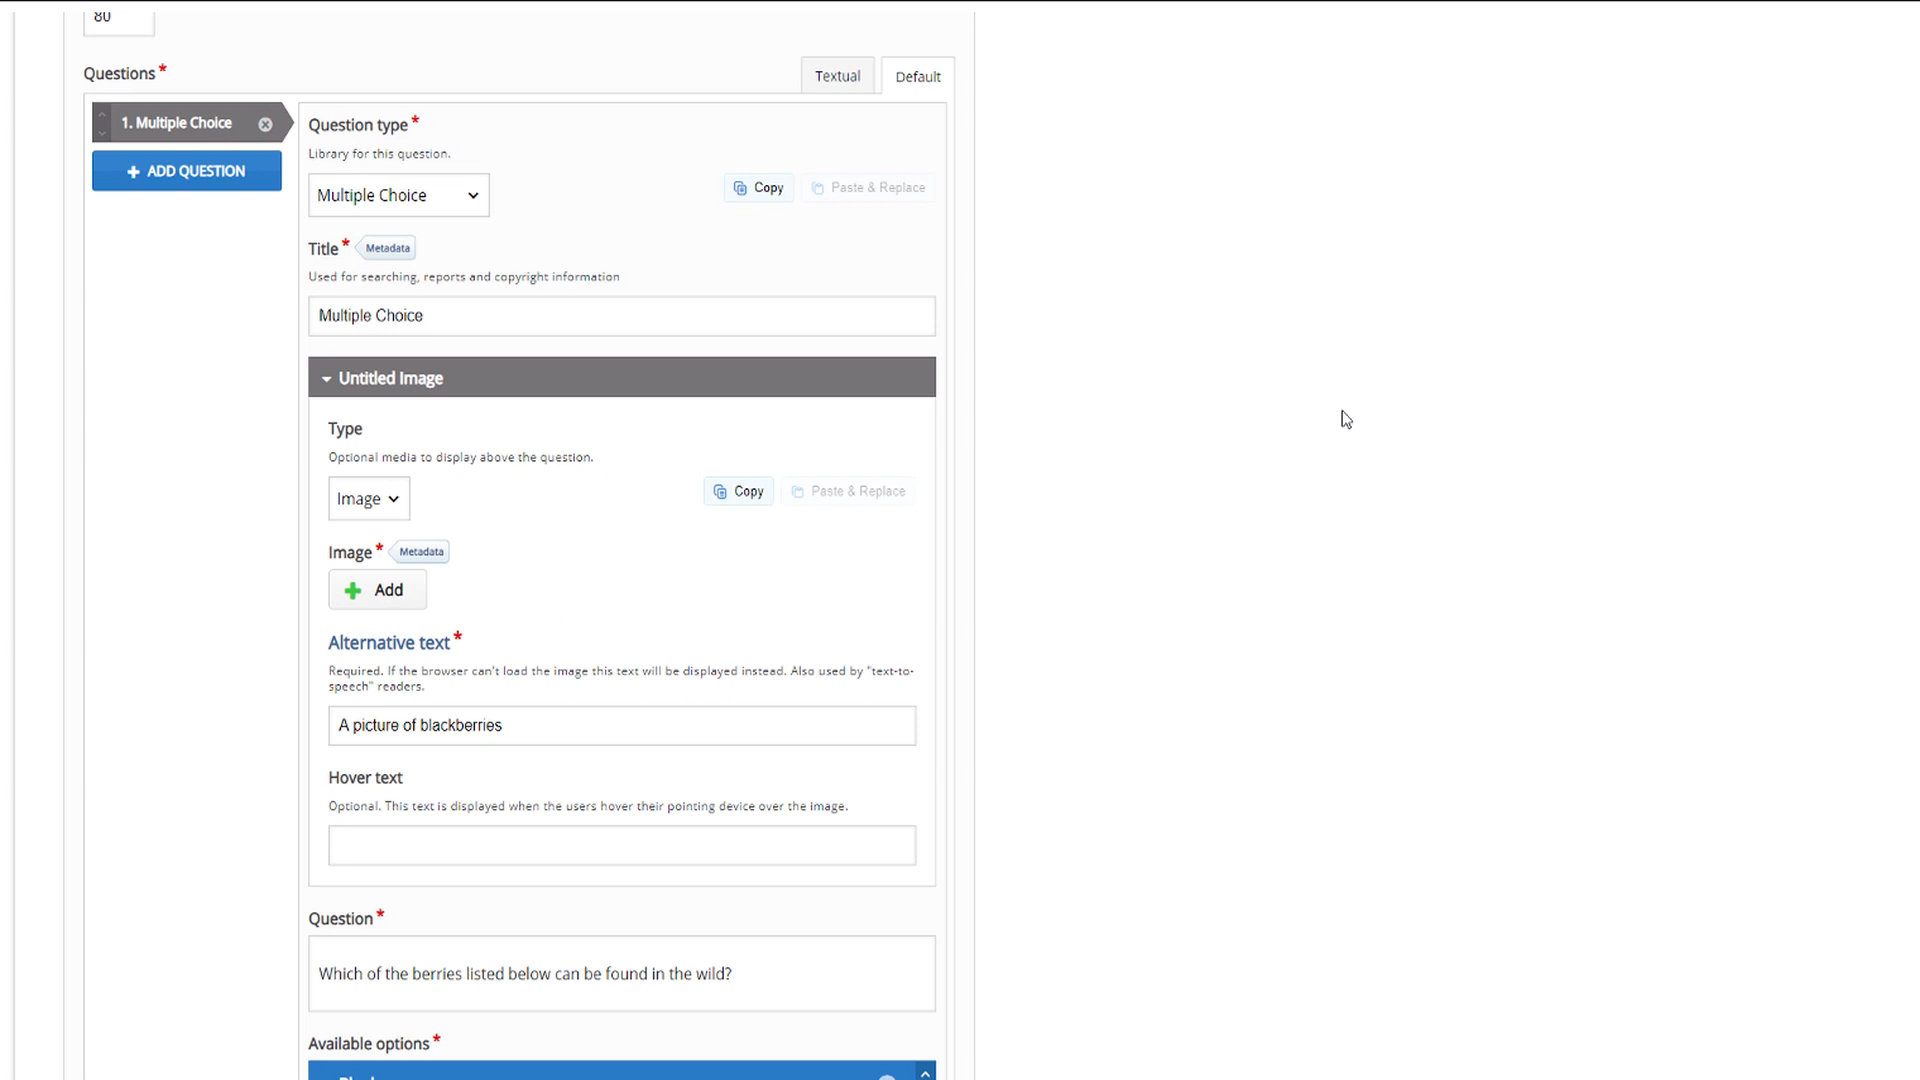 80
Questions *
Textual
Default
1. Multiple Choice
ADD QUESTION
Question type *
Library for this question.
Multiple Choice
Copy
Paste & Replace
Title *
Metadata
Used for searching, reports and copyright information
Multiple Choice
Untitled Image
Type
Optional media to display above the question.
Image
Copy
Paste & Replace
Image *
Metadata
Add
Alternative text *
Required. If the browser can't load the image this text will be displayed instead. Also used by "text-to-
speech" readers.
A picture of blackberries
Hover text
Optional. This text is displayed when the users hover their pointing device over the image.
Question *
Which of the berries listed below can be found in the wild?
Available options *